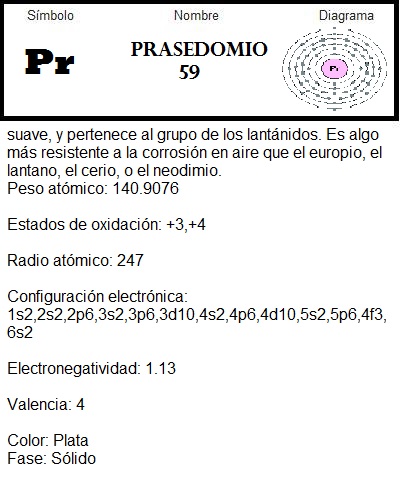 Símbolo Nombre Diagrama
Pr PRASEDOMIO Pr
59
suave, y pertenece al grupo de los lantánidos. Es algo
más resistente a la corrosión en aire que el europio, el
lantano, el cerio, o el neodimio.
Peso atómico: 140.9076
Estados de oxidación: +3,+4
Radio atómico: 247
Configuración electrónica:
1s2,2s2,2p6,3s2,3p6,3d10,4s2,4p6,4d10,5s2,5p6,4f3,
6s2
Electronegatividad: 1.13
Valencia: 4
Color: Plata
Fase: Sólido